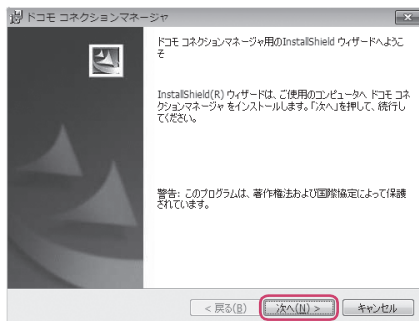 ドコモ コネクションマネージャ
ドコモ コネクションマネージャ用のInstallShield ウィザードへようこ
そ
InstallShield(R) ウィザードは、ご使用のコンピュータへ ドコモ コネ
クションマネージャ をインストールします。「次へ」を押して、続行し
てください。
警告: このプログラムは、著作権法および国際協定によって保護
されています。
< 戻る(B)
次へ(N) >
キャンセル